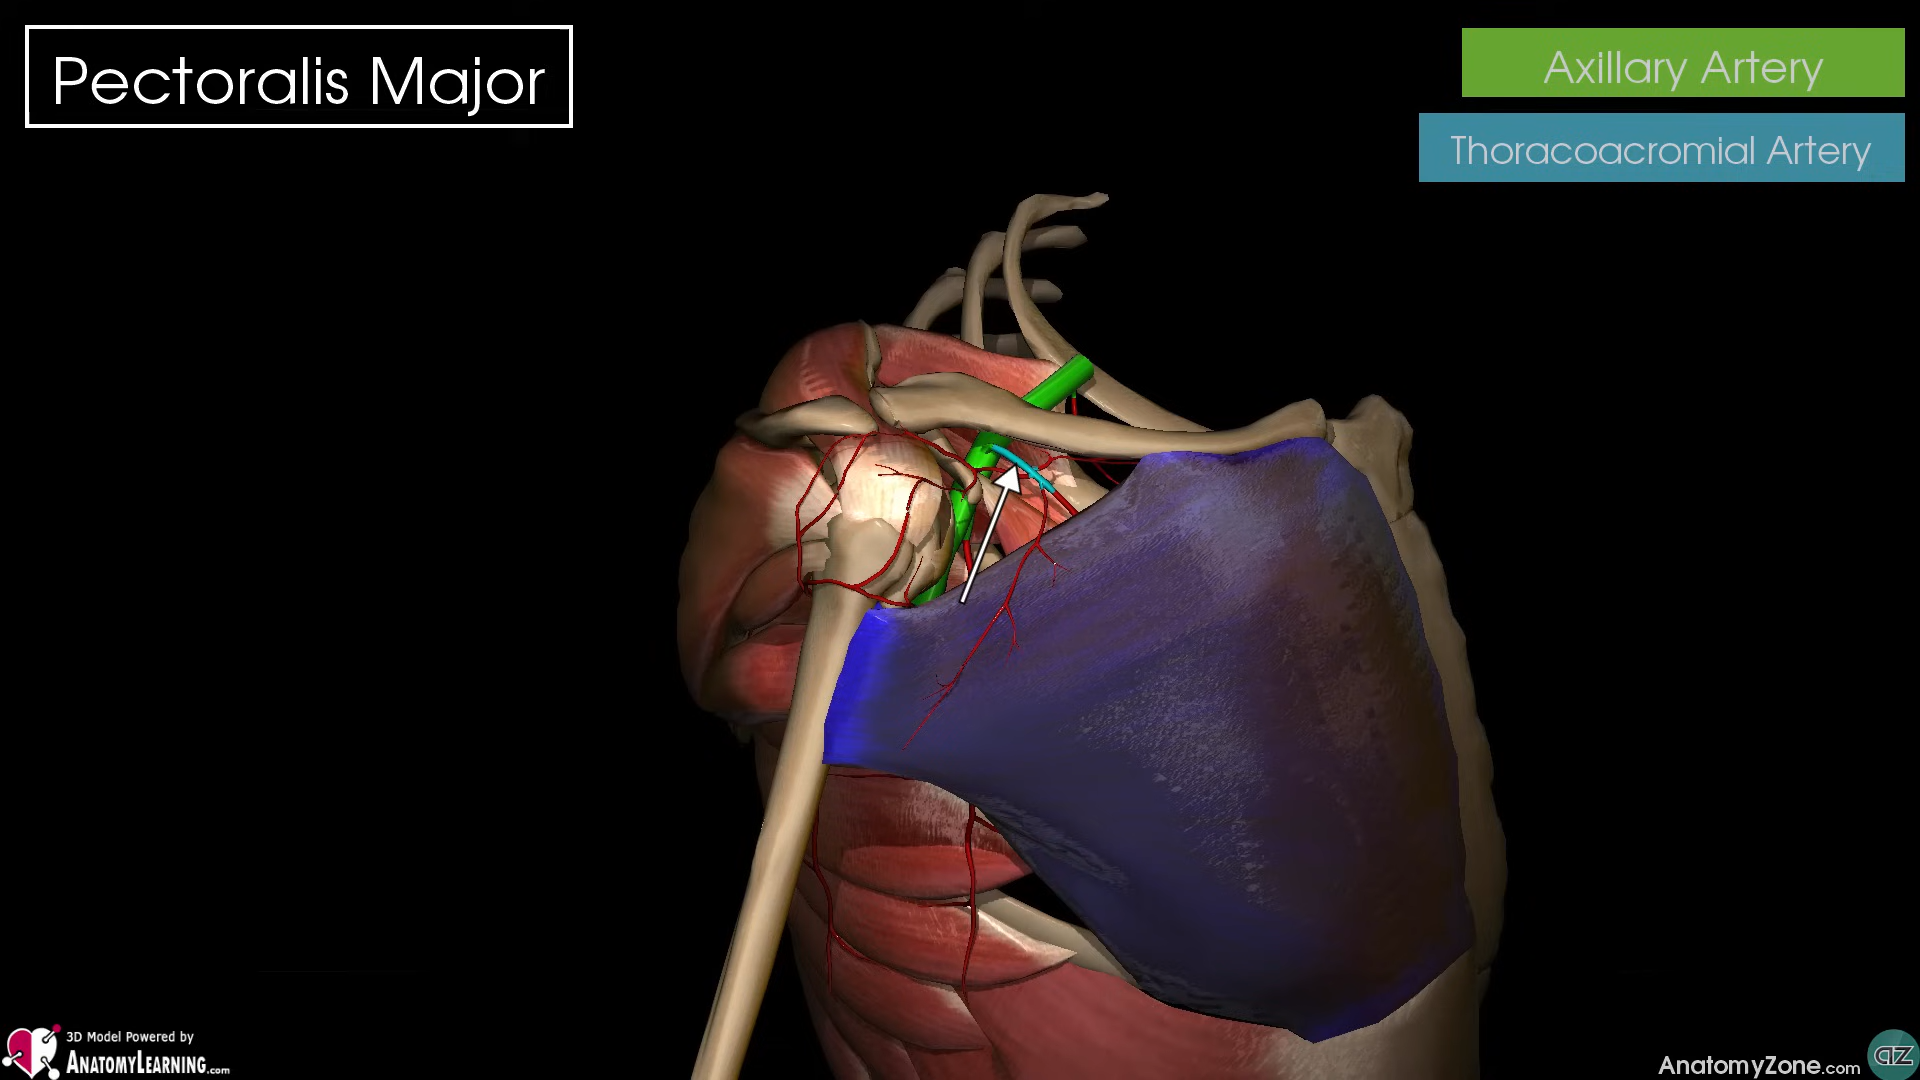 Pectoralis Major
Axillary Artery
Thoracoacromial Artery
3D Model Powered by
ANATOMYLEARNING.com
AnatomyZone.com
az